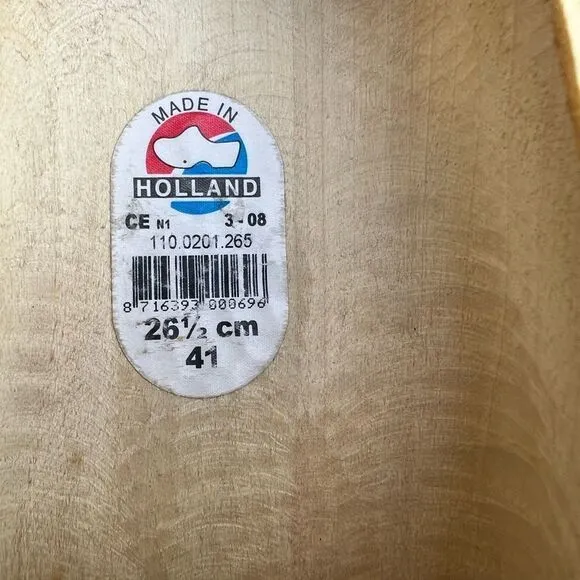 MADE IN
HOLLAND
CE N1 3-08
110.0201.265
8 716393 000696
26½ cm
41